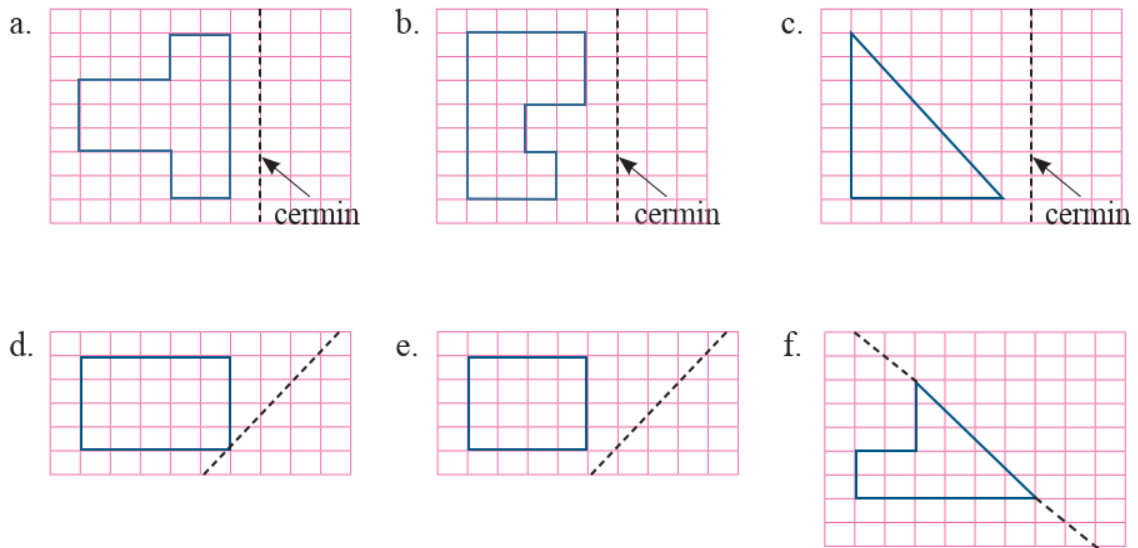 a.
b.
c.
cermin
cermin
cermin
d.
e.
f.